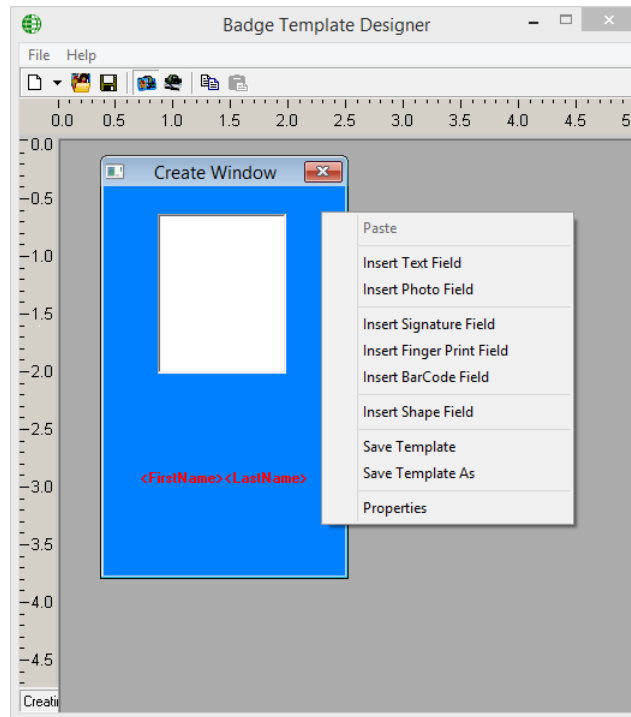 Badge Template Designer
File Help
0.0 0.5 1.0 1.5 2.0 2.5 3.0 3.5 4.0 4.5 5
0.0
0.5
1.0
1.5
2.0
2.5
3.0
3.5
4.0
4.5
Create Window
<FirstName><LastName>
Paste
Insert Text Field
Insert Photo Field
Insert Signature Field
Insert Finger Print Field
Insert BarCode Field
Insert Shape Field
Save Template
Save Template As
Properties
Creati